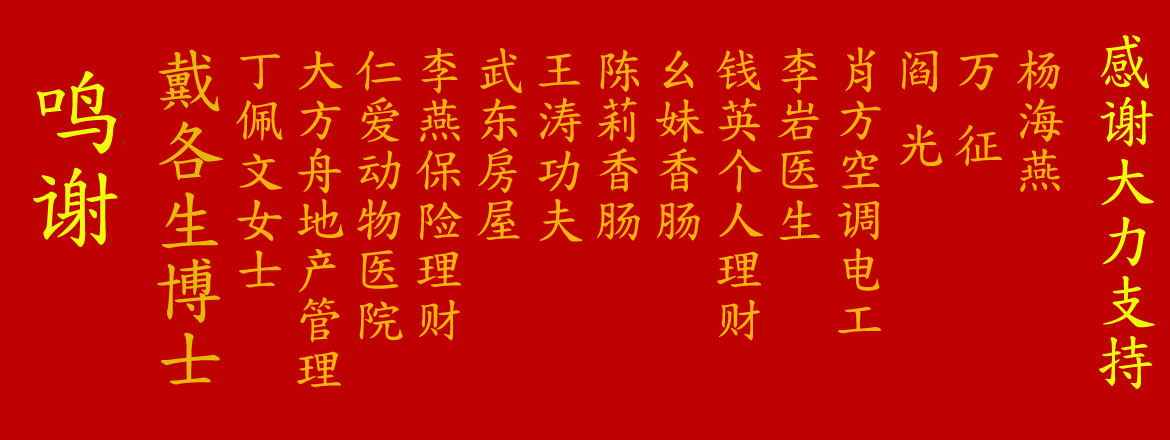 鸣谢
戴各生博士
丁佩文女士
大方舟地产管理
仁爱动物医院
李燕保险理财
武东房屋
王涛功夫
陈莉香肠
幺妹香肠
钱英个人理财
李岩医生
肖方空调电工
阎光
万征
杨海燕
感谢大力支持